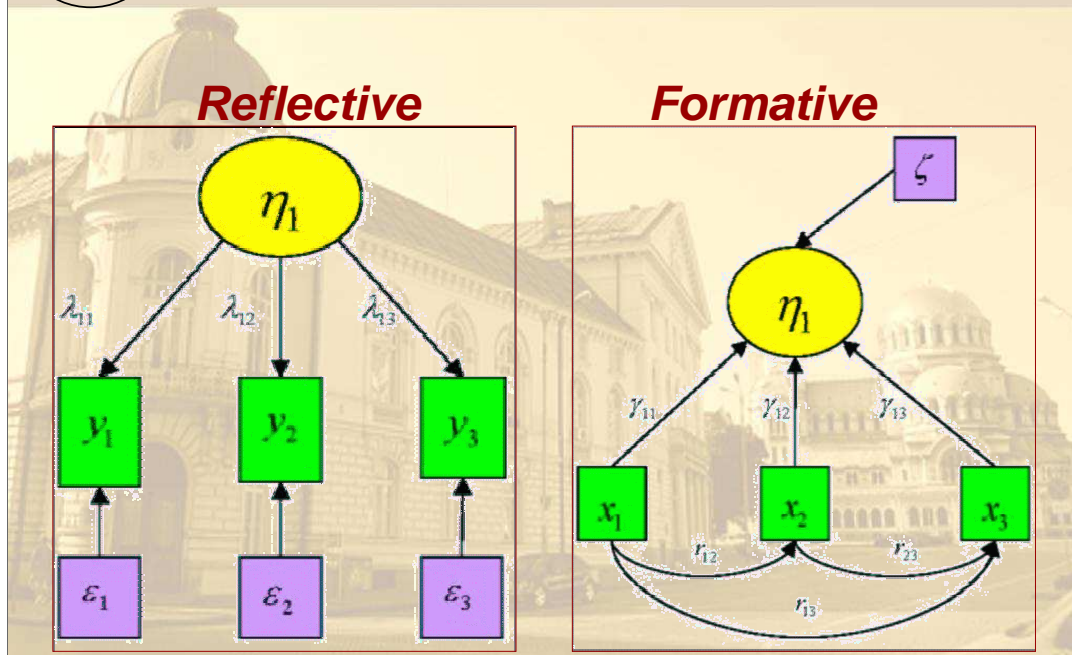 Reflective Formative
ζ
η₁
η₁
λ₁₁ λ₁₂ λ₁₃
γ₁₁ γ₁₂ γ₁₃
y₁ y₂ y₃
x₁ x₂ x₃
r₁₂ r₂₃
ε₁ ε₂ ε₃
r₁₃